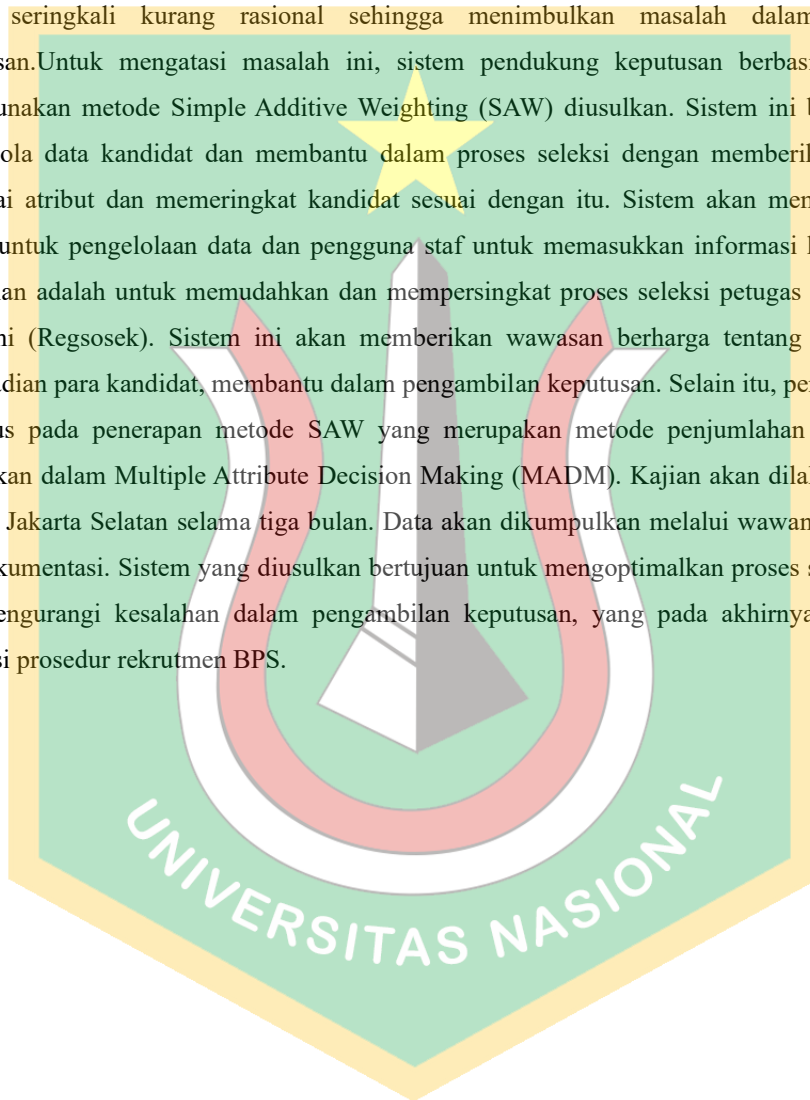 seringkali kurang rasional sehingga menimbulkan masalah dalam
san.Untuk mengatasi masalah ini, sistem pendukung keputusan berbasi
unakan metode Simple Additive Weighting (SAW) diusulkan. Sistem ini b
ola data kandidat dan membantu dalam proses seleksi dengan memberik
ai atribut dan memeringkat kandidat sesuai dengan itu. Sistem akan men
untuk pengelolaan data dan pengguna staf untuk memasukkan informasi
an adalah untuk memudahkan dan mempersingkat proses seleksi petugas
ni (Regsosek). Sistem ini akan memberikan wawasan berharga tentang
adian para kandidat, membantu dalam pengambilan keputusan. Selain itu, pe
us pada penerapan metode SAW yang merupakan metode penjumlahan
kan dalam Multiple Attribute Decision Making (MADM). Kajian akan dila
Jakarta Selatan selama tiga bulan. Data akan dikumpulkan melalui wawan
kumentasi. Sistem yang diusulkan bertujuan untuk mengoptimalkan proses s
engurangi kesalahan dalam pengambilan keputusan, yang pada akhirnya
si prosedur rekrutmen BPS.
UNIVERSITAS NASIONAL